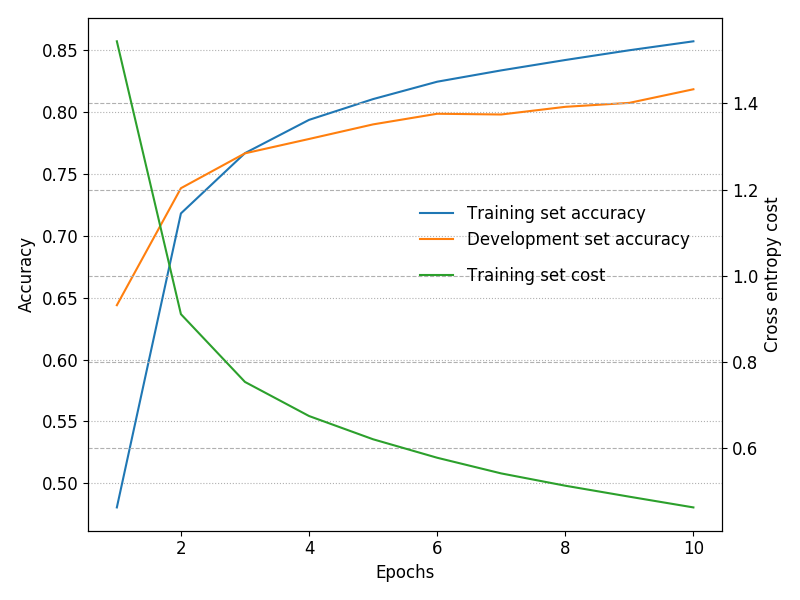 0.85
0.80
0.75
0.70
0.65
0.60
0.55
0.50
Accuracy
1.4
1.2
1.0
0.8
0.6
Cross entropy cost
Training set accuracy
Development set accuracy
Training set cost
2 4 6 8 10
Epochs